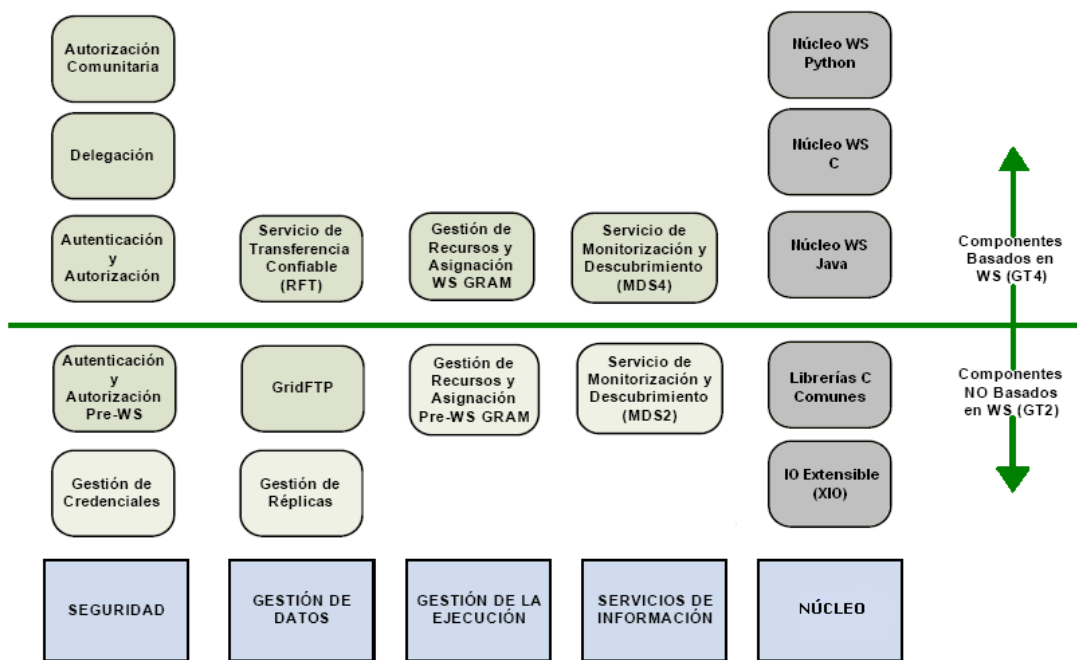 Autorización
Comunitaria
Núcleo WS
Python
Delegación
Núcleo WS
C
Autenticación
y
Autorización
Servicio de
Transferencia
Confiable
(RFT)
Gestión de
Recursos y
Asignación
WS GRAM
Servicio de
Monitorización y
Descubrimiento
(MDS4)
Núcleo WS
Java
Componentes
Basados en
WS (GT4)
Autenticación
y
Autorización
Pre-WS
GridFTP
Gestión de
Recursos y
Asignación
Pre-WS GRAM
Servicio de
Monitorización y
Descubrimiento
(MDS2)
Librerías C
Comunes
Componentes
NO Basados
en WS (GT2)
Gestión de
Credenciales
Gestión de
Réplicas
IO Extensible
(XIO)
SEGURIDAD
GESTIÓN DE
DATOS
GESTIÓN DE LA
EJECUCIÓN
SERVICIOS DE
INFORMACIÓN
NÚCLEO